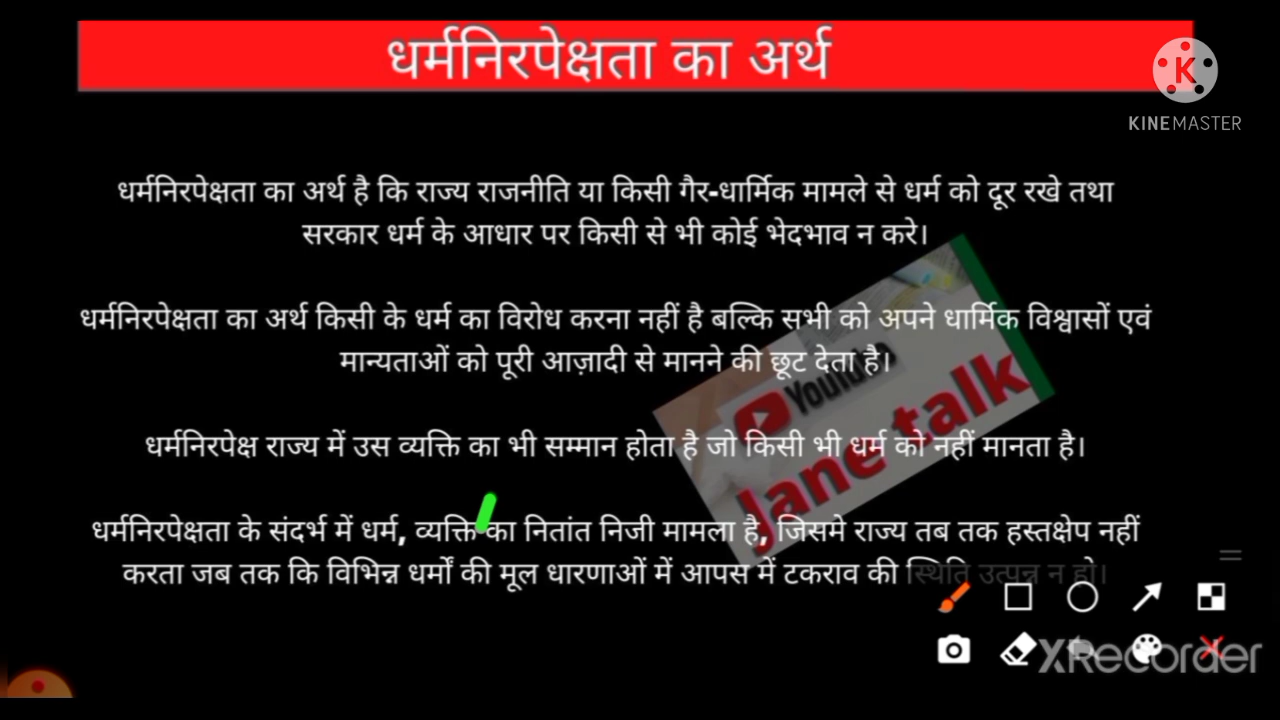 धर्मनिरपेक्षता का अर्थ
KINEMASTER
धर्मनिरपेक्षता का अर्थ है कि राज्य राजनीति या किसी गैर-धार्मिक मामले से धर्म को दूर रखे तथा
सरकार धर्म के आधार पर किसी से भी कोई भेदभाव न करे।
धर्मनिरपेक्षता का अर्थ किसी के धर्म का विरोध करना नहीं है बल्कि सभी को अपने धार्मिक विश्वासों एवं
मान्यताओं को पूरी आज़ादी से मानने की छूट देता है।
YouTube
Jane talk
धर्मनिरपेक्ष राज्य में उस व्यक्ति का भी सम्मान होता है जो किसी भी धर्म को नहीं मानता है।
धर्मनिरपेक्षता के संदर्भ में धर्म, व्यक्ति का नितांत निजी मामला है, जिसमे राज्य तब तक हस्तक्षेप नहीं
करता जब तक कि विभिन्न धर्मों की मूल धारणाओं में आपस में टकराव की स्थिति उत्पन्न न हो।
XRecorder